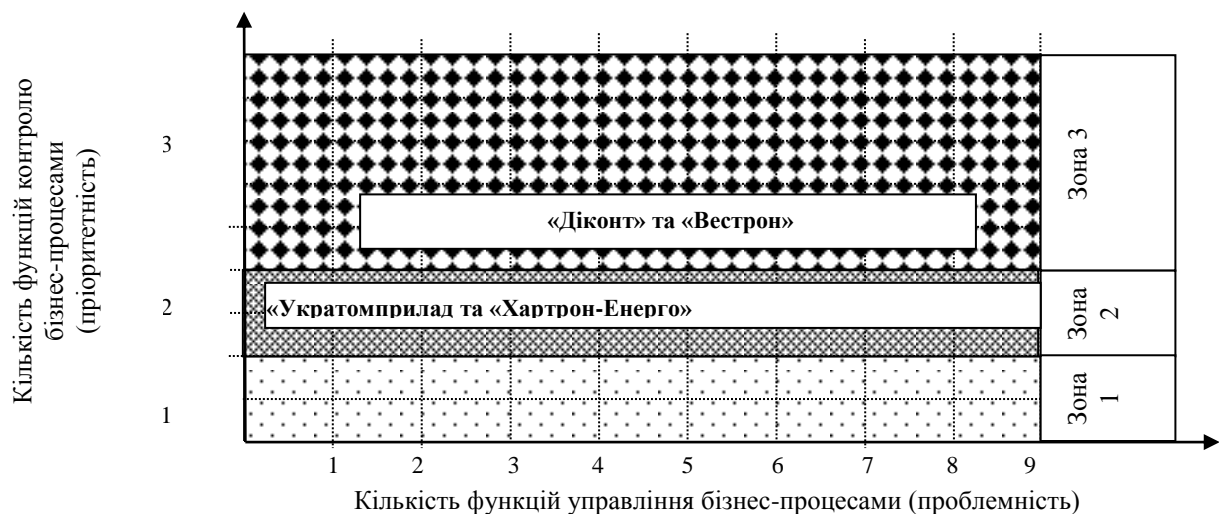 Кількість функцій контролю
бізнес-процесами
(пріоритетність)
3
2
1
«Діконт» та «Вестрон»
«Укратомприлад та «Хартрон-Енерго»
Зона 3
Зона
2
Зона
1
1 2 3 4 5 6 7 8 9
Кількість функцій управління бізнес-процесами (проблемність)